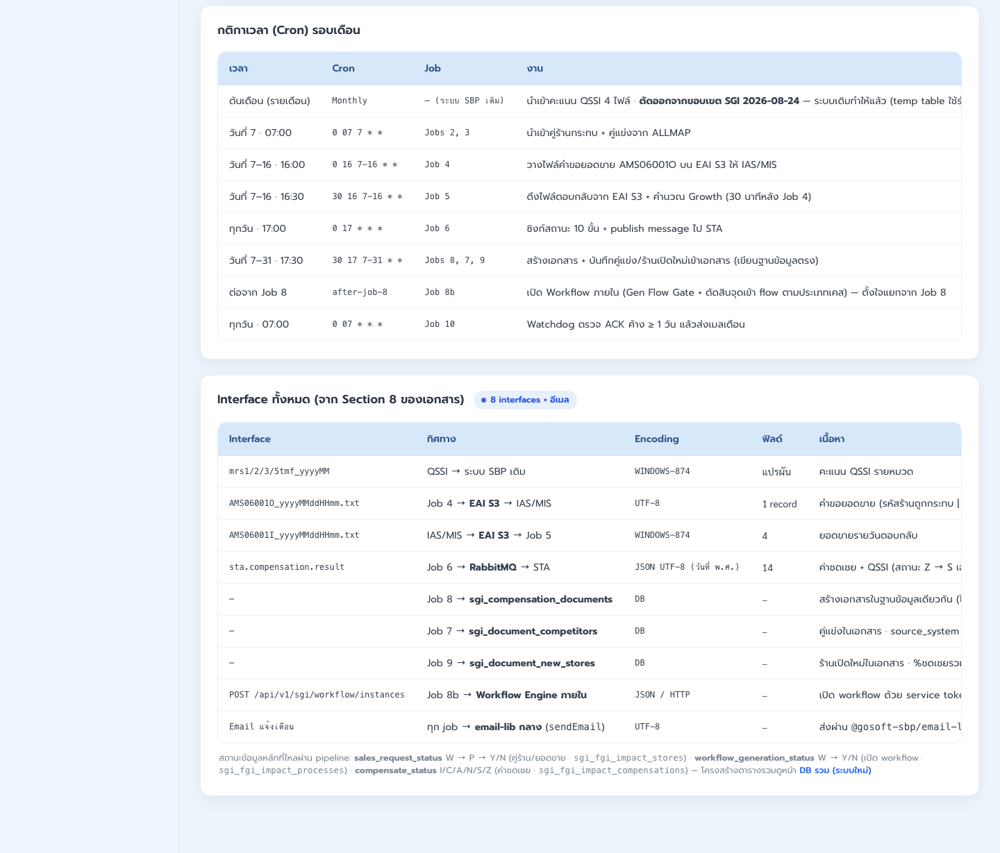 กติกาเวลา (Cron) รอบเดือน
เวลา Cron Job งาน
ต้นเดือน (รายเดือน) Monthly — (ระบบ SBP เดิม) นำเข้าคะแนน QSSI 4 ไฟล์ · ตัดออกจากขอบเขต SGI 2026-08-24 — ระบบเดิมทำให้แล้ว (temp table
วันที่ 7 · 07:00 0 07 7 * * Jobs 2, 3 นำเข้าคู่ร้านกระทบ + คู่แข่งจาก ALLMAP
วันที่ 7–16 · 16:00 0 16 7-16 * * Job 4 วางไฟล์คำขอยอดขาย AMS06001O บน EAI S3 ให้ IAS/MIS
วันที่ 7–16 · 16:30 30 16 7-16 * * Job 5 ดึงไฟล์ตอบกลับจาก EAI S3 + คำนวณ Growth (30 นาทีหลัง Job 4)
ทุกวัน · 17:00 0 17 * * * Job 6 ซิงก์สถานะ 10 ขั้น + publish message ไป STA
วันที่ 7–31 · 17:30 30 17 7-31 * * Jobs 8, 7, 9 สร้างเอกสาร + บันทึกคู่แข่ง/ร้านเปิดใหม่เข้าเอกสาร (เขียนฐานข้อมูลตรง)
ต่อจาก Job 8 after-job-8 Job 8b เปิด Workflow ภายใน (Gen Flow Gate + ตัดสินจุดเข้า flow ตามประเภทเคส) — ตั้งใจแยกจาก Job 8
ทุกวัน · 07:00 0 07 * * * Job 10 Watchdog ตรวจ ACK ค้าง ≥ 1 วัน แล้วส่งเมลเตือน
Interface ทั้งหมด (จาก Section 8 ของเอกสาร) 8 interfaces + อีเมล
Interface ทิศทาง Encoding ฟิลด์ เนื้อหา
mrs1/2/3/5tmf_yyyyMM QSSI → ระบบ SBP เดิม WINDOWS-874 แปรผัน คะแนน QSSI รายหมวด
AMS06001O_yyyyMMddHHmm.txt Job 4 → EAI S3 → IAS/MIS UTF-8 1 record คำขอยอดขาย (รหัสร้านถูกกระทบ |
AMS06001I_yyyyMMddHHmm.txt IAS/MIS → EAI S3 → Job 5 WINDOWS-874 4 ยอดขายรายวันตอบกลับ
sta.compensation.result Job 6 → RabbitMQ → STA JSON UTF-8 (วันที่ พ.ศ.) 14 ค่าชดเชย + QSSI (สถานะ Z → S
— Job 8 → sgi_compensation_documents DB – สร้างเอกสารในฐานข้อมูลเดียวกัน
— Job 7 → sgi_document_competitors DB – คู่แข่งในเอกสาร · source_system
— Job 9 → sgi_document_new_stores DB – ร้านเปิดใหม่ในเอกสาร ·
POST /api/v1/sgi/workflow/instances Job 8b → Workflow Engine ภายใน JSON / HTTP – เปิด workflow ด้วย service
Email แจ้งเตือน ทุก job → email-lib กลาง (sendEmail) UTF-8 – ส่งผ่าน @gosoft-sbp/email-l
สถานะข้อมูลหลักที่ไหลผ่าน pipeline: sales_request_status W → P → Y/N (คู่ร้าน/ยอดขาย · sgi_fgi_impact_stores) · workflow_generation_status W → Y/N (เปิด workflow ·
sgi_fgi_impact_processes) · compensate_status I/C/A/N/S/Z (ค่าชดเชย · sgi_fgi_impact_compensations) — โครงสร้างตารางรวมดูหน้า DB รวม (ระบบใหม่)